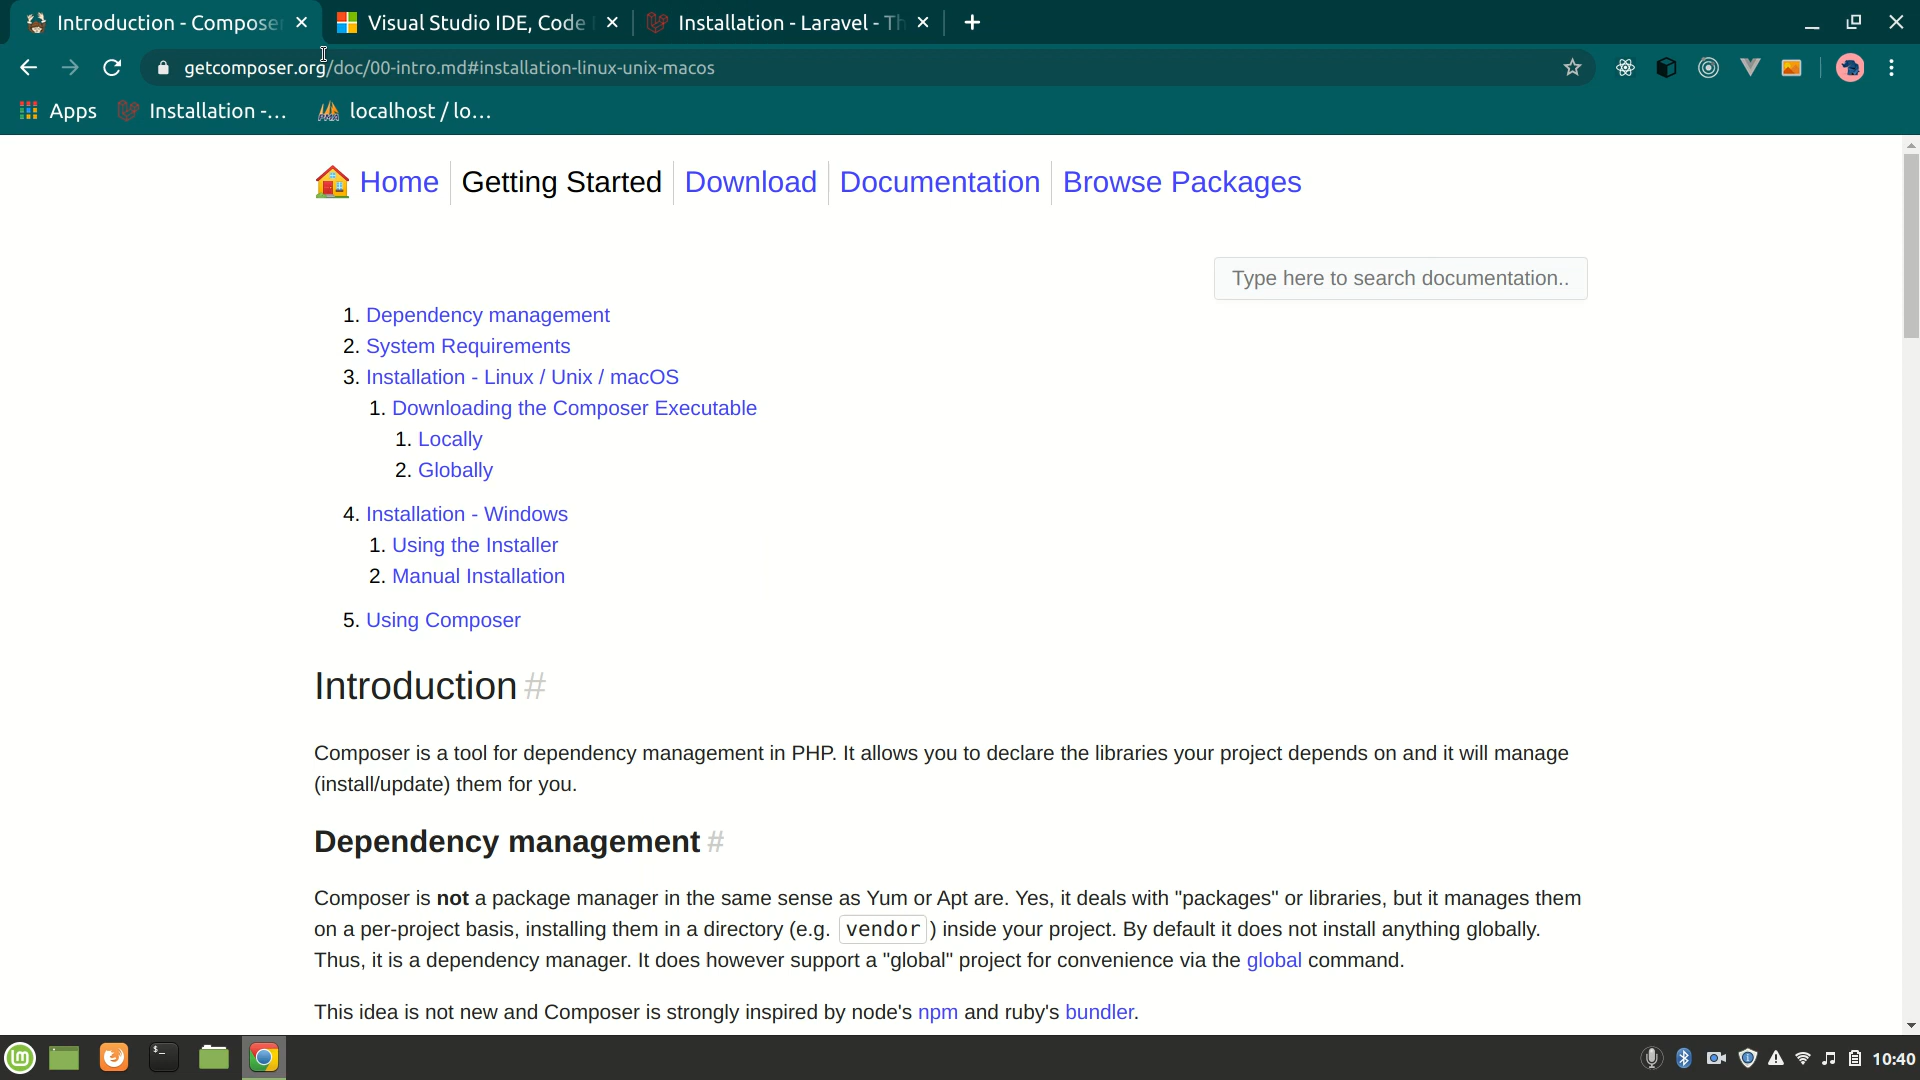 Introduction - Compose
Visual Studio IDE, Code
Installation - Laravel - Th
getcomposer.org/doc/00-intro.md#installation-linux-unix-macos
Apps
Installation -...
localhost / lo...
Home
Getting Started
Download
Documentation
Browse Packages
Type here to search documentation..
1. Dependency management
2. System Requirements
3. Installation - Linux / Unix / macOS
1. Downloading the Composer Executable
1. Locally
2. Globally
4. Installation - Windows
1. Using the Installer
2. Manual Installation
5. Using Composer
Introduction #
Composer is a tool for dependency management in PHP. It allows you to declare the libraries your project depends on and it will manage
(install/update) them for you.
Dependency management #
Composer is not a package manager in the same sense as Yum or Apt are. Yes, it deals with "packages" or libraries, but it manages them
on a per-project basis, installing them in a directory (e.g. vendor ) inside your project. By default it does not install anything globally.
Thus, it is a dependency manager. It does however support a "global" project for convenience via the global command.
This idea is not new and Composer is strongly inspired by node's npm and ruby's bundler.
10:40